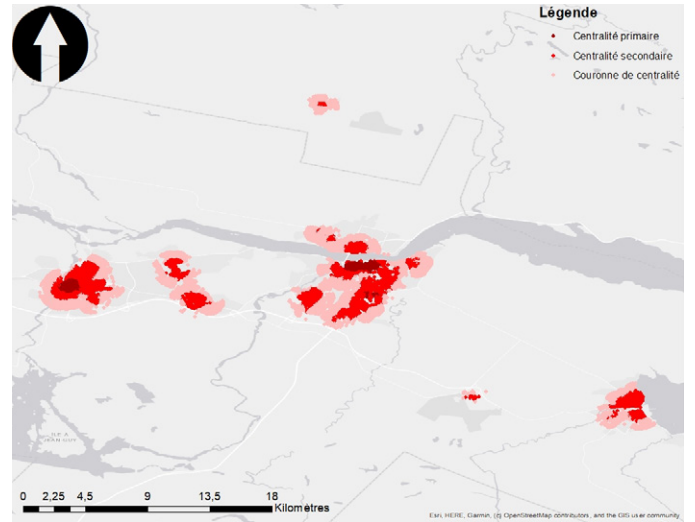 Légende
Centralité primaire
Centralité secondaire
Couronne de centralité
0 2,25 4,5 9 13,5 18
Kilomètres
Esri, HERE, Garmin, (c) OpenStreetMap contributors, and the GIS user community